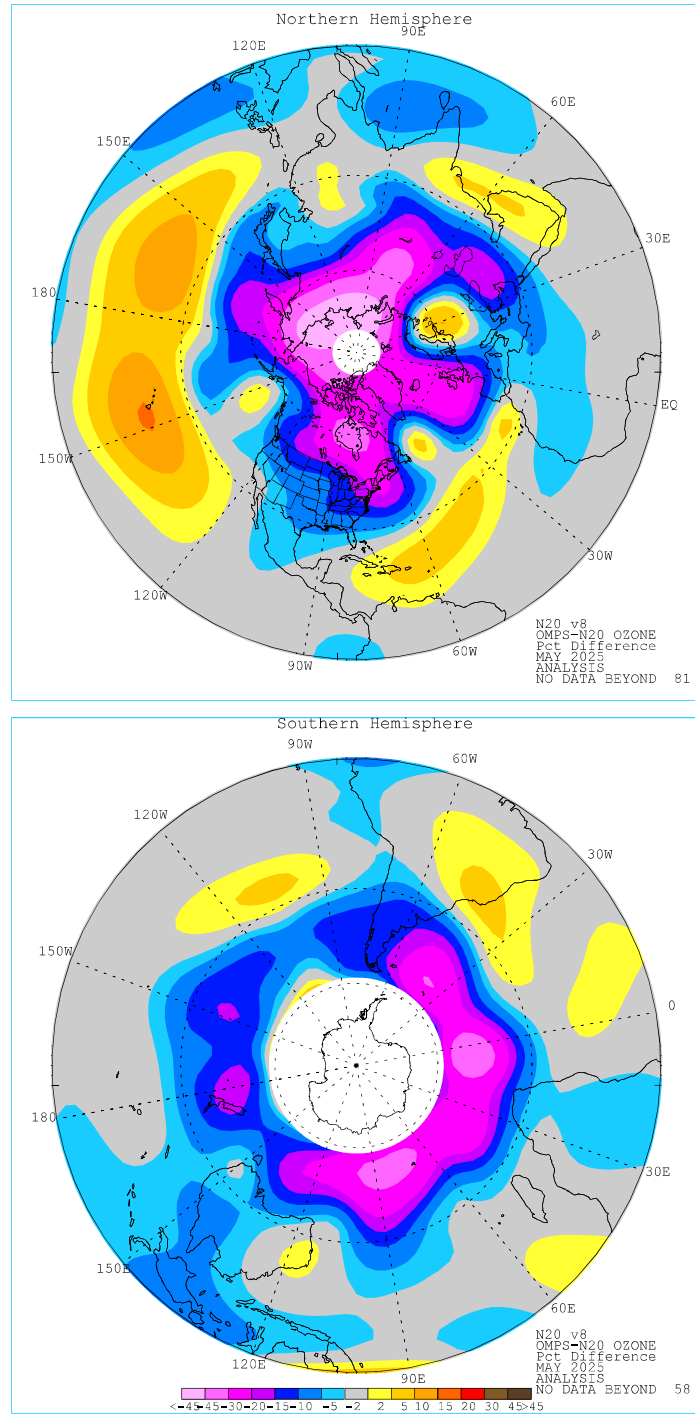 Northern Hemisphere
90E
120E
60E
150E
30E
180
EQ
150W
30W
120W
60W
90W
N20 v8
OMPS-N20 OZONE
Pct Difference
MAY 2025
ANALYSIS
NO DATA BEYOND 81
Southern Hemisphere
90W
60W
120W
30W
150W
0
180
30E
150E
60E
120E
90E
N20 v8
OMPS-N20 OZONE
Pct Difference
MAY 2025
ANALYSIS
NO DATA BEYOND 58
<-45 -45 -30 -20 -15 -10 -5 -2 2 5 10 15 20 30 45 >45